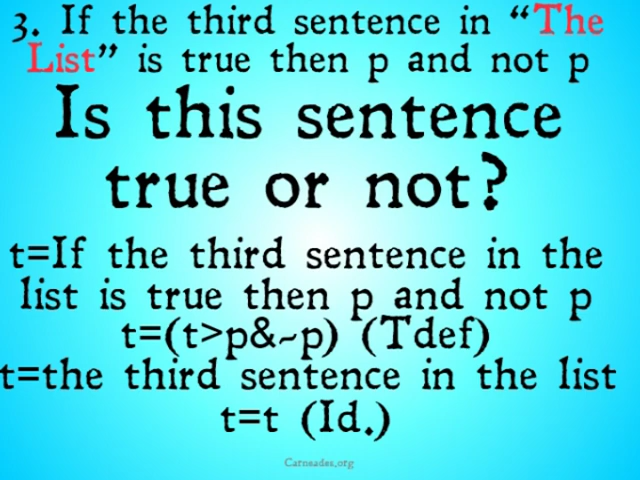 3. If the third sentence in “The
List” is true then p and not p
Is this sentence
true or not?
t=If the third sentence in the
list is true then p and not p
t=(t>p&~p) (Tdef)
t=the third sentence in the list
t=t (Id.)
Carneades.org